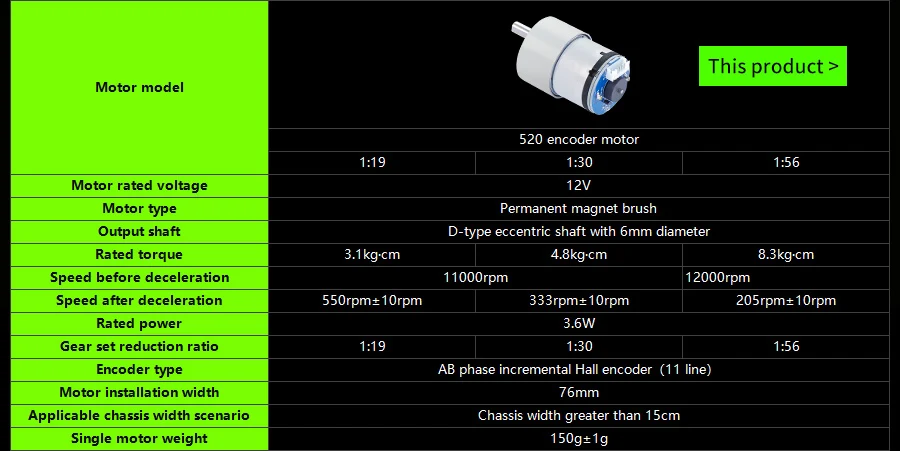 Motor model
This product >
520 encoder motor
1:19 1:30 1:56
Motor rated voltage 12V
Motor type Permanent magnet brush
Output shaft D-type eccentric shaft with 6mm diameter
Rated torque 3.1kg·cm 4.8kg·cm 8.3kg·cm
Speed before deceleration 11000rpm 12000rpm
Speed after deceleration 550rpm±10rpm 333rpm±10rpm 205rpm±10rpm
Rated power 3.6W
Gear set reduction ratio 1:19 1:30 1:56
Encoder type AB phase incremental Hall encoder（11 line）
Motor installation width 76mm
Applicable chassis width scenario Chassis width greater than 15cm
Single motor weight 150g±1g